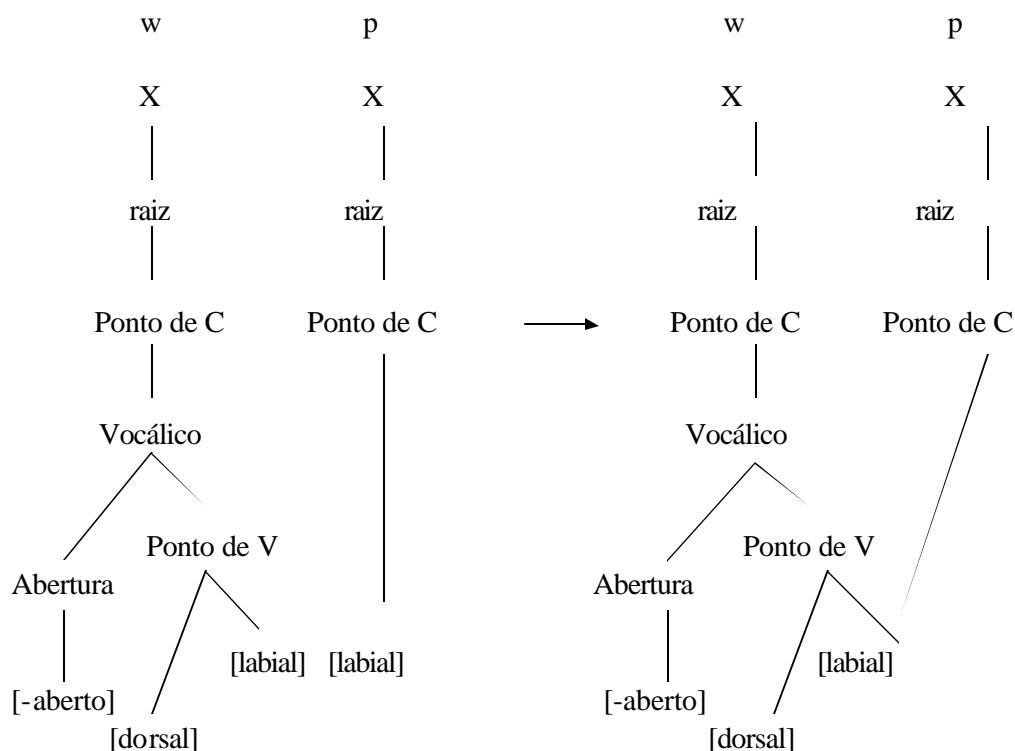 w p w p
X X X X
raiz raiz raiz raiz
Ponto de C Ponto de C Ponto de C Ponto de C
Vocálico Vocálico
Ponto de V Ponto de V
Abertura Abertura
[labial] [labial] [labial]
[-aberto] [-aberto]
[dorsal] [dorsal]